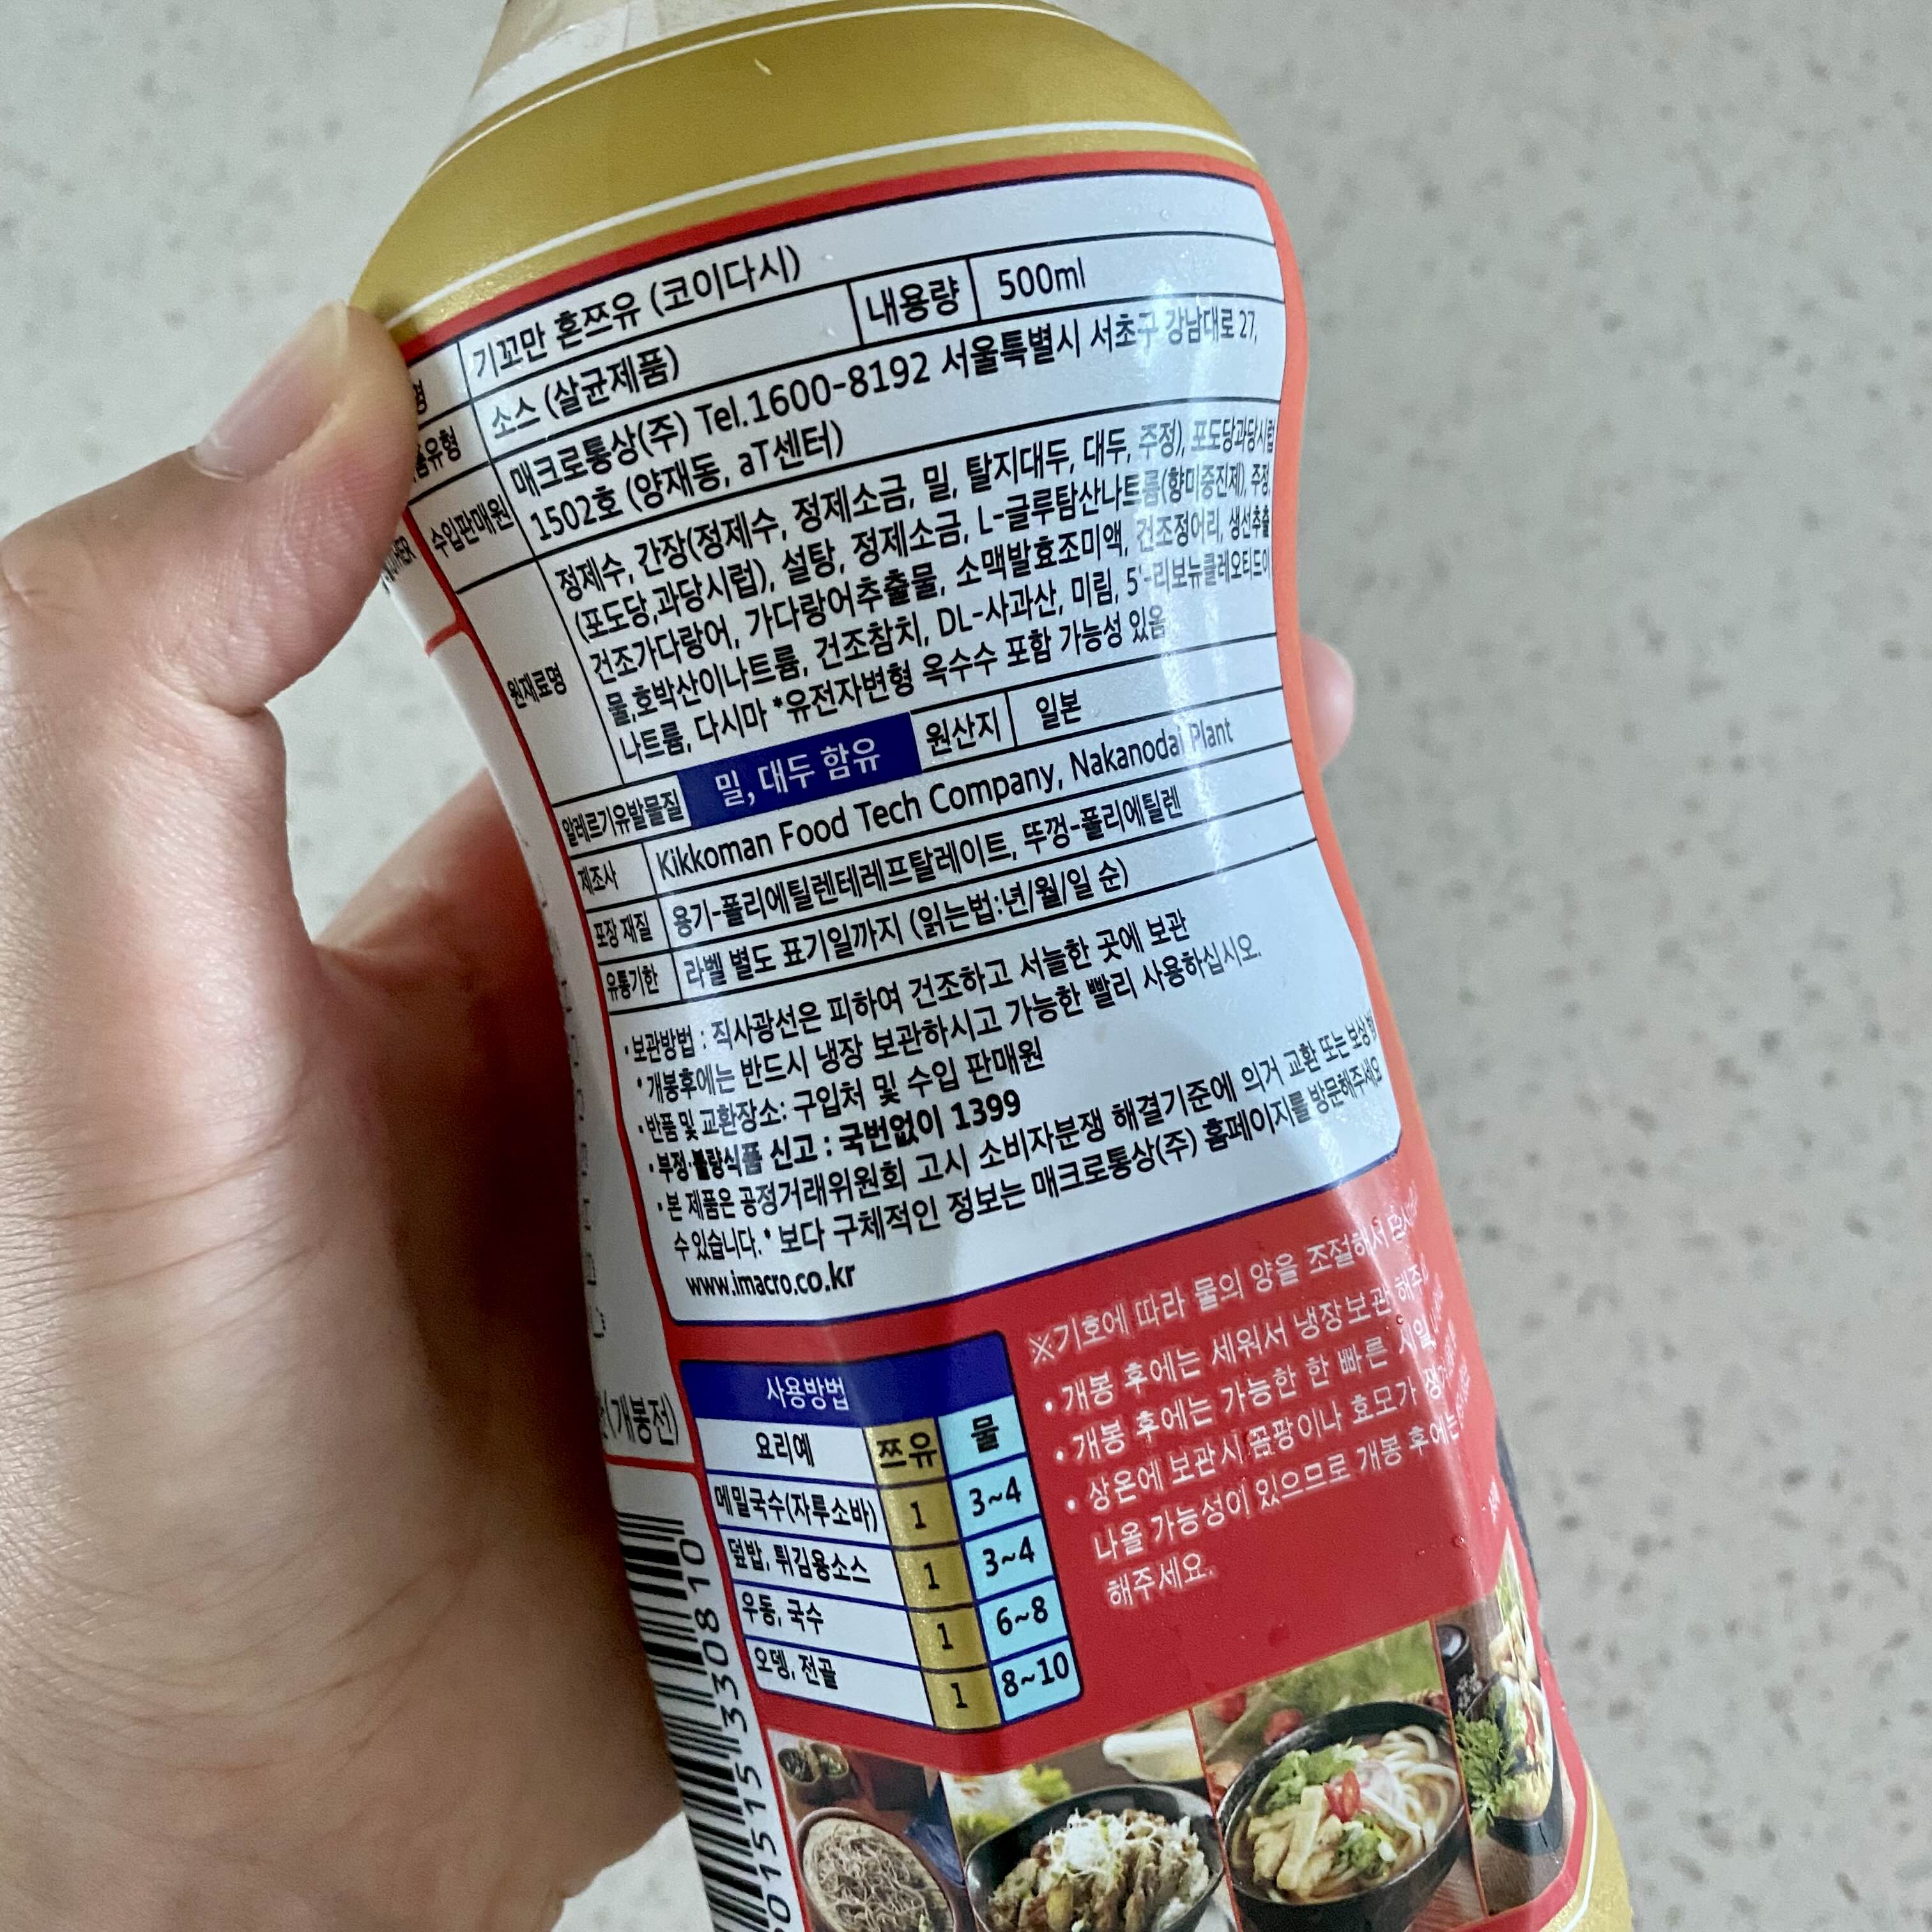 기꼬만 혼쯔유 (코이다시)
유형 소스 (살균제품) 내용량 500ml
수입판매원 매크로통상(주) Tel.1600-8192 서울특별시 서초구 강남대로 27,
1502호 (양재동, aT센터)
원재료명 정제수, 간장(정제수, 정제소금, 밀, 탈지대두, 대두, 주정), 포도당과당시럽
(포도당,과당시럽), 설탕, 정제소금, L-글루탐산나트륨(향미증진제), 주정,
건조가다랑어, 가다랑어추출물, 소맥발효조미액, 건조정어리, 생선추출
물,호박산이나트륨, 건조참치, DL-사과산, 미림, 5'-리보뉴클레오티드이
나트륨, 다시마 *유전자변형 옥수수 포함 가능성 있음
알레르기유발물질 밀, 대두 함유 원산지 일본
제조사 Kikkoman Food Tech Company, Nakanodai Plant
포장 재질 용기-폴리에틸렌테레프탈레이트, 뚜껑-폴리에틸렌
유통기한 라벨 별도 표기일까지 (읽는법:년/월/일 순)
• 보관방법 : 직사광선은 피하여 건조하고 서늘한 곳에 보관
* 개봉후에는 반드시 냉장 보관하시고 가능한 빨리 사용하십시오.
• 반품 및 교환장소: 구입처 및 수입 판매원
• 부정·불량식품 신고 : 국번없이 1399
• 본 제품은 공정거래위원회 고시 소비자분쟁 해결기준에 의거 교환 또는 보상
수 있습니다. * 보다 구체적인 정보는 매크로통상(주) 홈페이지를 방문해주세요
www.imacro.co.kr
(개봉전)
사용방법
요리예 쯔유 물
메밀국수(자루소바) 1 3~4
덮밥, 튀김용소스 1 3~4
우동, 국수 1 6~8
오뎅, 전골 1 8~10
※기호에 따라 물의 양을 조절해서
• 개봉 후에는 세워서 냉장보관 해주
• 개봉 후에는 가능한 한 빠른 시일
• 상온에 보관시 곰팡이나 효모가
나올 가능성이 있으므로 개봉 후에는
해주세요.
01515 330810